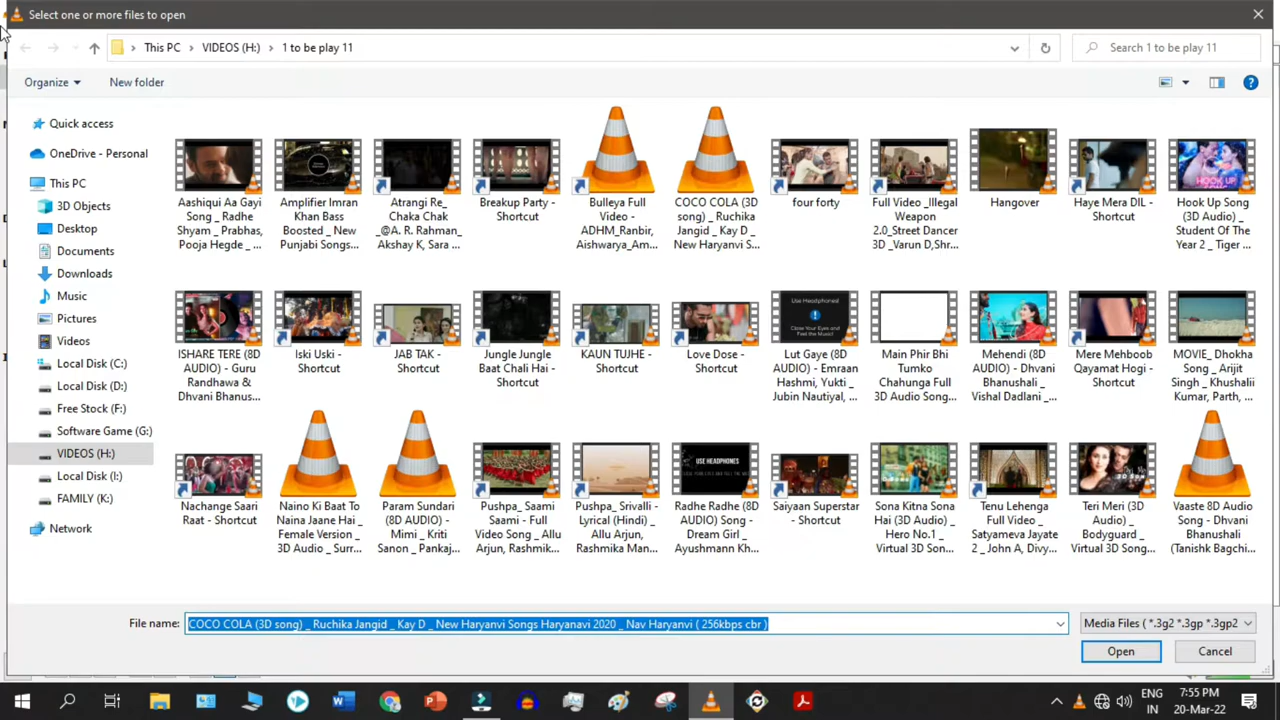 Select one or more files to open
This PC > VIDEOS (H:) > 1 to be play 11
Search 1 to be play 11
Organize
New folder
Quick access
OneDrive - Personal
This PC
3D Objects
Desktop
Documents
Downloads
Music
Pictures
Videos
Local Disk (C:)
Local Disk (D:)
Free Stock (F:)
Software Game (G:)
VIDEOS (H:)
Local Disk (I:)
FAMILY (K:)
Network
Aashiqui Aa Gayi
Song _ Radhe
Shyam _ Prabhas,
Pooja Hegde _ ...
Amplifier Imran
Khan Bass
Boosted _ New
Punjabi Songs...
Atrangi Re_
Chaka Chak
_@A. R. Rahman_
Akshay K, Sara ...
Breakup Party -
Shortcut
Bulleya Full
Video -
ADHM_Ranbir,
Aishwarya_Am...
COCO COLA (3D
song) _ Ruchika
Jangid _ Kay D _
New Haryanvi S...
four forty
Full Video _Illegal
Weapon
2.0_Street Dancer
3D _Varun D,Shr...
Hangover
Haye Mera DIL -
Shortcut
HOOK UP
SONG
Hook Up Song
(3D Audio) _
Student Of The
Year 2 _ Tiger ...
ISHARE TERE (8D
AUDIO) - Guru
Randhawa &
Dhvani Bhanus...
Iski Uski -
Shortcut
JAB TAK -
Shortcut
Jungle Jungle
Baat Chali Hai -
Shortcut
KAUN TUJHE -
Shortcut
Love Dose -
Shortcut
Use Headphones!
Close Your Eyes and
Feel the Music!
Lut Gaye (8D
AUDIO) - Emraan
Hashmi, Yukti _
Jubin Nautiyal, ...
Main Phir Bhi
Tumko
Chahunga Full
3D Audio Song...
Mehendi (8D
AUDIO) - Dhvani
Bhanushali _
Vishal Dadlani _...
Mere Mehboob
Qayamat Hogi -
Shortcut
MOVIE_ Dhokha
Song _ Arijit
Singh _ Khushalii
Kumar, Parth, ...
Nachange Saari
Raat - Shortcut
Naino Ki Baat To
Naina Jaane Hai _
Female Version _
3D Audio _ Surr...
Param Sundari
(8D AUDIO) -
Mimi _ Kriti
Sanon _ Pankaj...
Pushpa_ Saami
Saami - Full
Video Song _ Allu
Arjun, Rashmik...
Pushpa_ Srivalli -
Lyrical (Hindi) _
Allu Arjun,
Rashmika Man...
USE HEADPHONES
Radhe Radhe (8D
AUDIO) Song -
Dream Girl _
Ayushmann Kh...
Saiyaan Superstar
- Shortcut
Sona Kitna Sona
Hai (3D Audio) _
Hero No.1 _
Virtual 3D Son...
Tenu Lehenga
Full Video _
Satyameva Jayate
2 _ John A, Divy...
Teri Meri (3D
Audio) _
Bodyguard _
Virtual 3D Song...
Vaaste 8D Audio
Song - Dhvani
Bhanushali
(Tanishk Bagchi...
File name:
COCO COLA (3D song) _ Ruchika Jangid _ Kay D _ New Haryanvi Songs Haryanavi 2020 _ Nav Haryanvi ( 256kbps cbr )
Media Files ( *.3g2 *.3gp *.3gp2
Open
Cancel
ENG
IN
7:55 PM
20-Mar-22